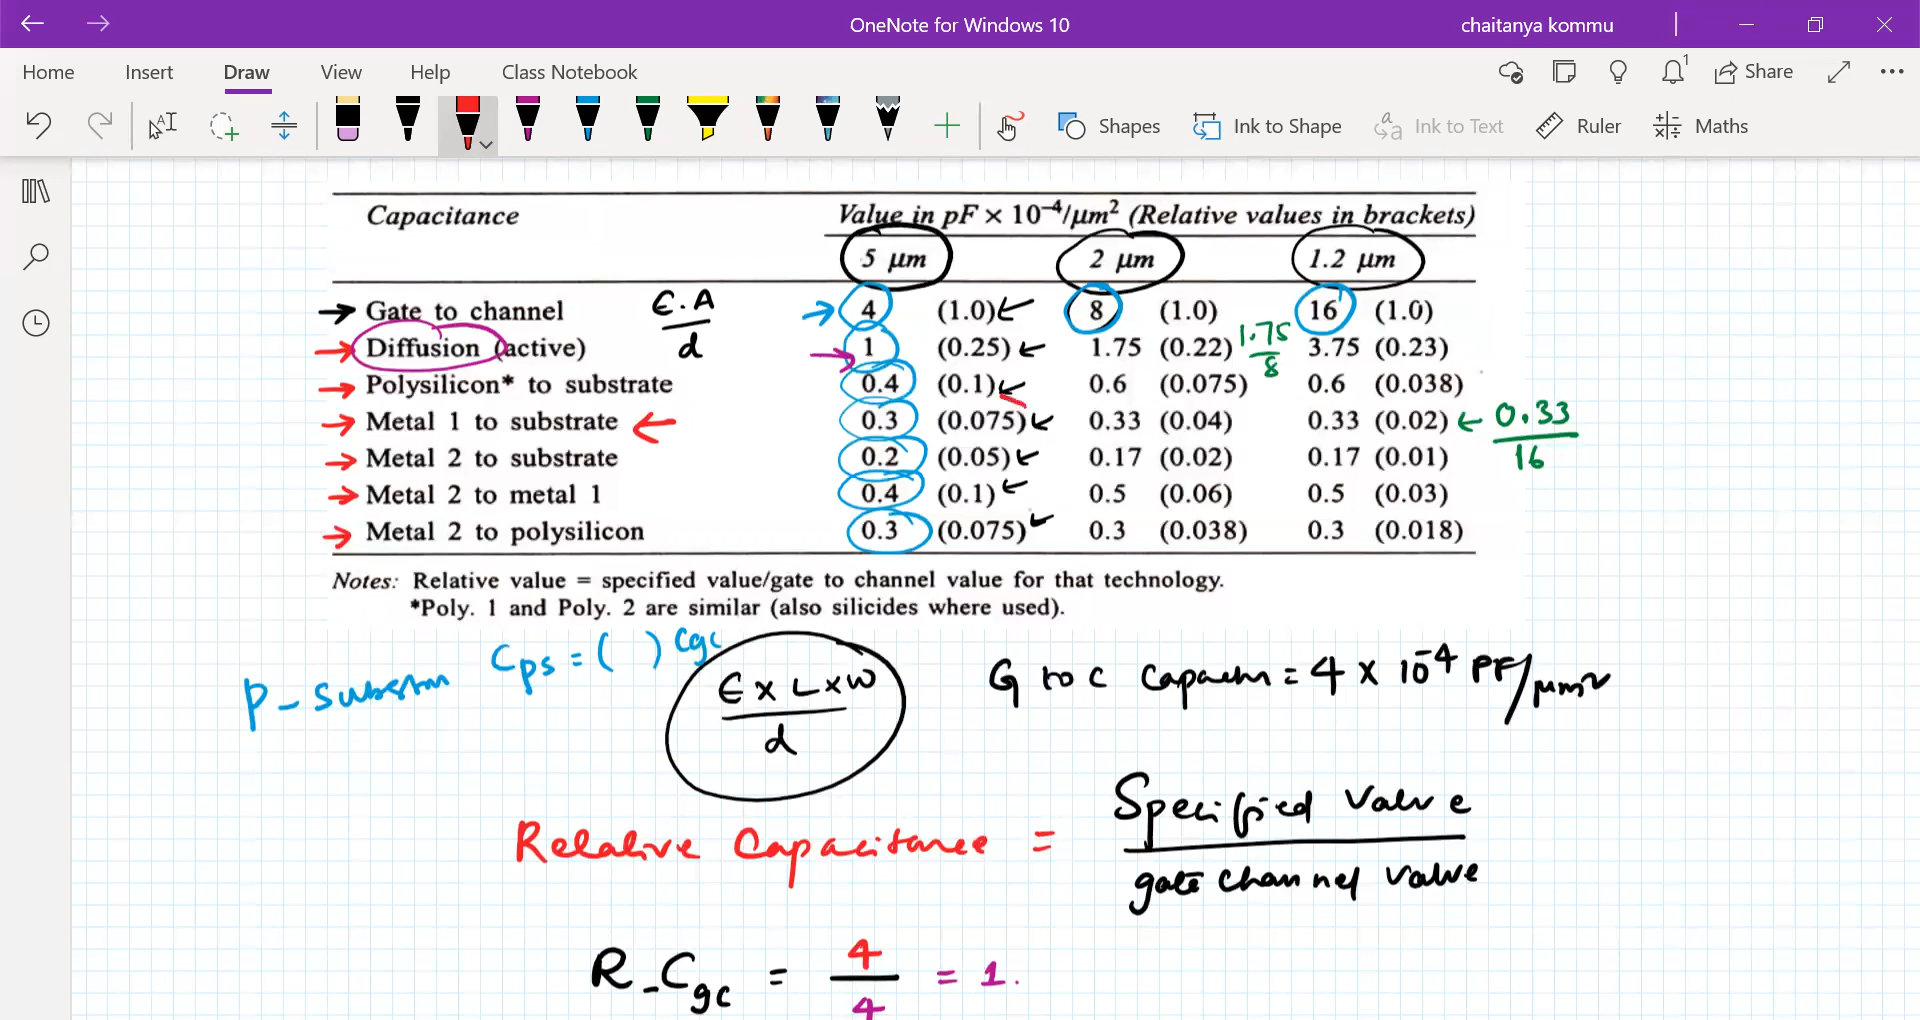 OneNote for Windows 10
chaitanya kommu
Home Insert Draw View Help Class Notebook
1 Share
Shapes Ink to Shape Ink to Text Ruler Maths
Capacitance Value in pF × 10⁻⁴/μm² (Relative values in brackets)
5 μm 2 μm 1.2 μm
Gate to channel 4 (1.0) 8 (1.0) 16 (1.0)
Diffusion (active) 1 (0.25) 1.75 (0.22) 3.75 (0.23)
Polysilicon* to substrate 0.4 (0.1) 0.6 (0.075) 0.6 (0.038)
Metal 1 to substrate 0.3 (0.075) 0.33 (0.04) 0.33 (0.02)
Metal 2 to substrate 0.2 (0.05) 0.17 (0.02) 0.17 (0.01)
Metal 2 to metal 1 0.4 (0.1) 0.5 (0.06) 0.5 (0.03)
Metal 2 to polysilicon 0.3 (0.075) 0.3 (0.038) 0.3 (0.018)
ϵ.A
d
1.75
8
0.33
16
Notes: Relative value = specified value/gate to channel value for that technology.
*Poly. 1 and Poly. 2 are similar (also silicides where used).
Cps = ( ) Cgc
P-
ϵ × L × W
d
G to C = 4 × 10⁻⁴ PF/μm²
Relative Capacitance =
Specified Value
gate channel value
R_Cgc = 4 = 1.
4